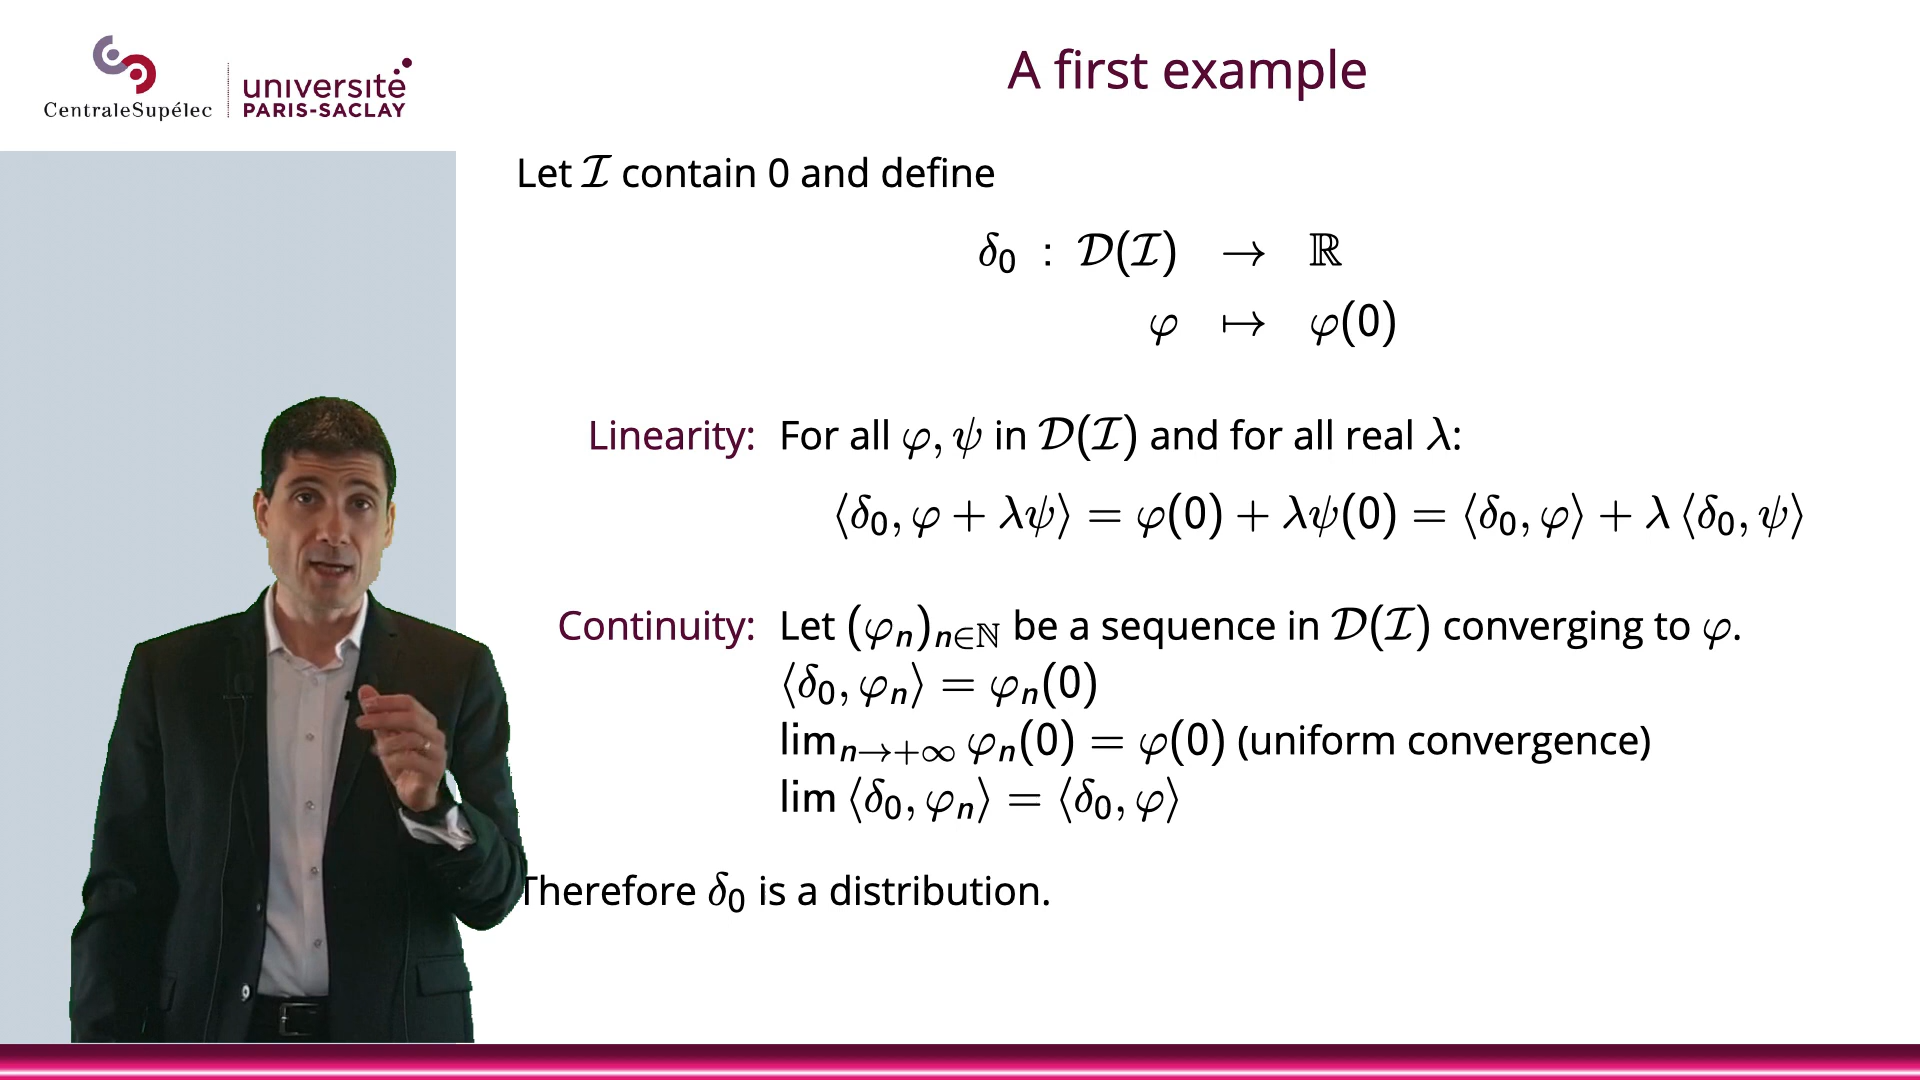 CentraleSupélec
université
PARIS-SACLAY
A first example
Let ℐ contain 0 and define
δ₀ : 𝒟(ℐ) → ℝ
φ ↦ φ(0)
Linearity: For all φ, ψ in 𝒟(ℐ) and for all real λ:
⟨δ₀, φ + λψ⟩ = φ(0) + λψ(0) = ⟨δ₀, φ⟩ + λ ⟨δ₀, ψ⟩
Continuity: Let (φₙ)ₙ∈ℕ be a sequence in 𝒟(ℐ) converging to φ.
⟨δ₀, φₙ⟩ = φₙ(0)
limₙ→+∞ φₙ(0) = φ(0) (uniform convergence)
lim ⟨δ₀, φₙ⟩ = ⟨δ₀, φ⟩
Therefore δ₀ is a distribution.